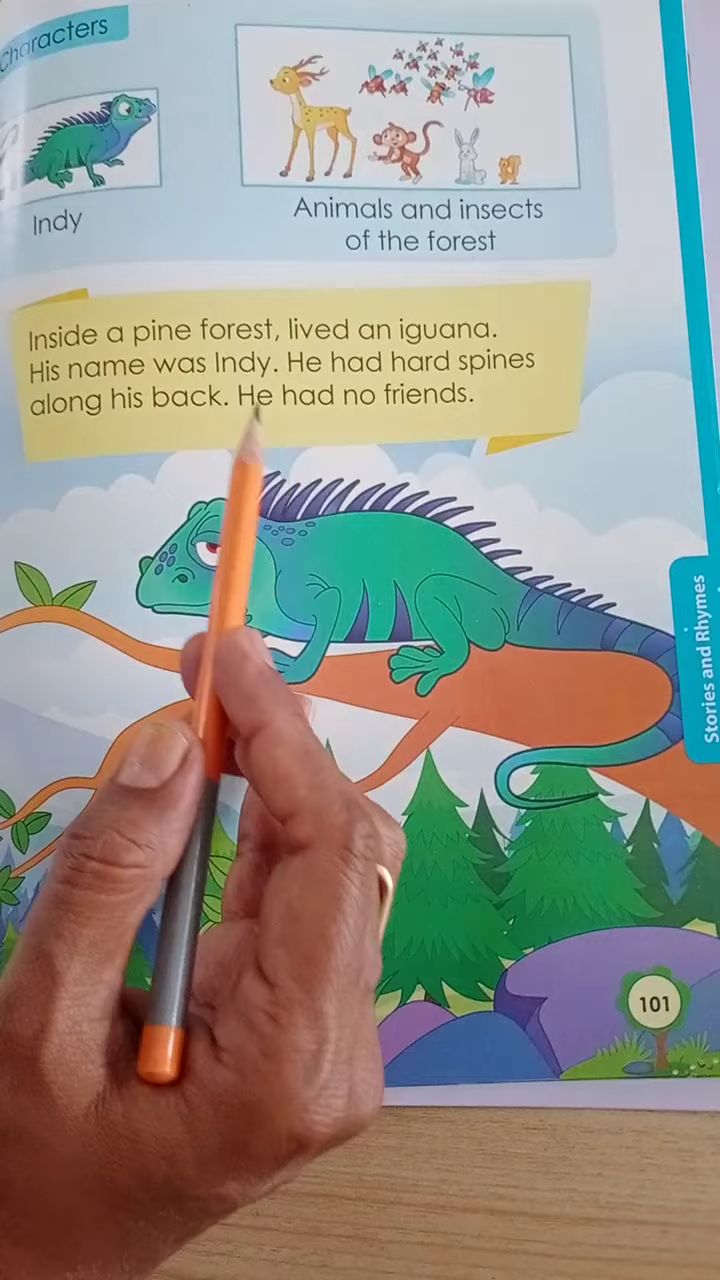 Characters
Indy
Animals and insects
of the forest
Inside a pine forest, lived an iguana.
His name was Indy. He had hard spines
along his back. He had no friends.
Stories and Rhymes
101